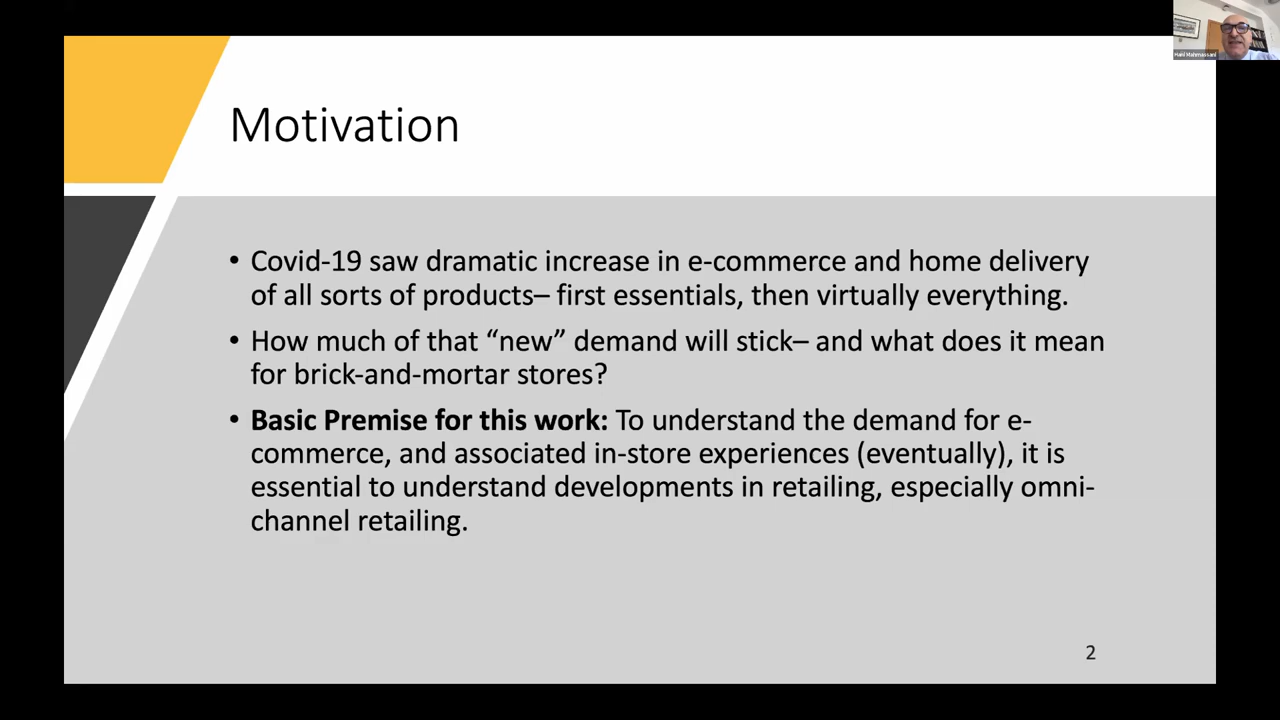 Hani Mahmassani
Motivation
• Covid-19 saw dramatic increase in e-commerce and home delivery
of all sorts of products– first essentials, then virtually everything.
• How much of that “new” demand will stick– and what does it mean
for brick-and-mortar stores?
• Basic Premise for this work: To understand the demand for e-
commerce, and associated in-store experiences (eventually), it is
essential to understand developments in retailing, especially omni-
channel retailing.
2